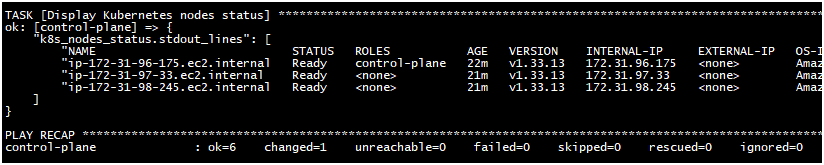 TASK [Display Kubernetes nodes status] *****************************************************************************
ok: [control-plane] => {
    "k8s_nodes_status.stdout_lines": [
        "NAME                            STATUS   ROLES           AGE   VERSION    INTERNAL-IP     EXTERNAL-IP   OS-I
        "ip-172-31-96-175.ec2.internal   Ready    control-plane   22m   v1.33.13   172.31.96.175   <none>        Amaz
        "ip-172-31-97-33.ec2.internal    Ready    <none>          21m   v1.33.13   172.31.97.33    <none>        Amaz
        "ip-172-31-98-245.ec2.internal   Ready    <none>          21m   v1.33.13   172.31.98.245   <none>        Amaz
    ]
}
PLAY RECAP *********************************************************************************************************
control-plane              : ok=6    changed=1    unreachable=0    failed=0    skipped=0    rescued=0    ignored=0